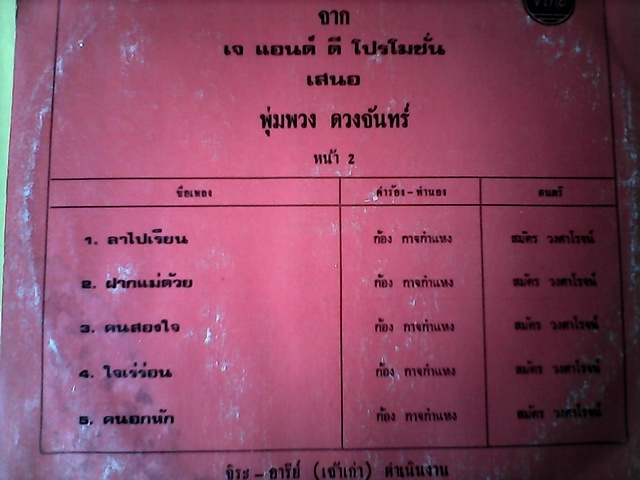 จาก
เจ แอนด์ ดี โปรโมชั่น
เสนอ
พุ่มพวง ดวงจันทร์
หน้า 2
ชื่อเพลง คำร้อง - ทำนอง ดนตรี
1. ลาไปเรียน ก้อง กาจกำแหง สมัคร วงศาโรจน์
2. ฝากแม่ด้วย ก้อง กาจกำแหง สมัคร วงศาโรจน์
3. คนสองใจ ก้อง กาจกำแหง สมัคร วงศาโรจน์
4. ใจเร่ร่อน ก้อง กาจกำแหง สมัคร วงศาโรจน์
5. คนอกหัก ก้อง กาจกำแหง สมัคร วงศาโรจน์
จิระ - อารีย์ (เซ้าเก่า) ดำเนินงาน